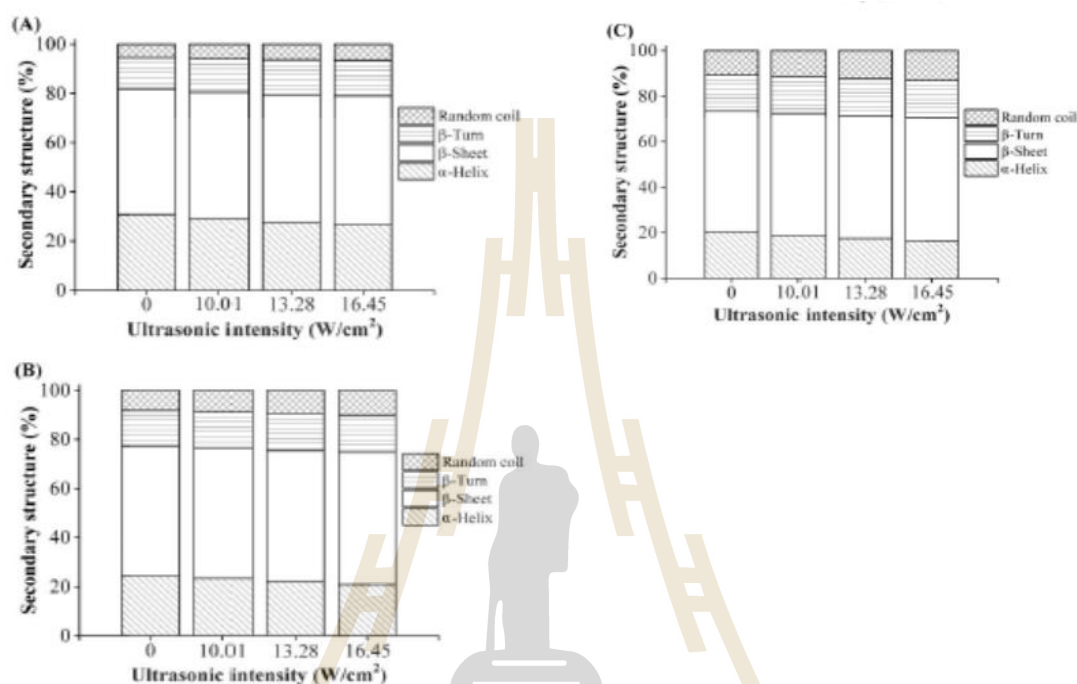 (A)
100
80
60
40
20
0
Secondary structure (%)
Random coil
β-Turn
β-Sheet
α-Helix
0 10.01 13.28 16.45
Ultrasonic intensity (W/cm²)
(C)
100
80
60
40
20
0
Secondary structure (%)
Random coil
β-Turn
β-Sheet
α-Helix
0 10.01 13.28 16.45
Ultrasonic intensity (W/cm²)
(B)
100
80
60
40
20
0
Secondary structure (%)
Random coil
β-Turn
β-Sheet
α-Helix
0 10.01 13.28 16.45
Ultrasonic intensity (W/cm²)